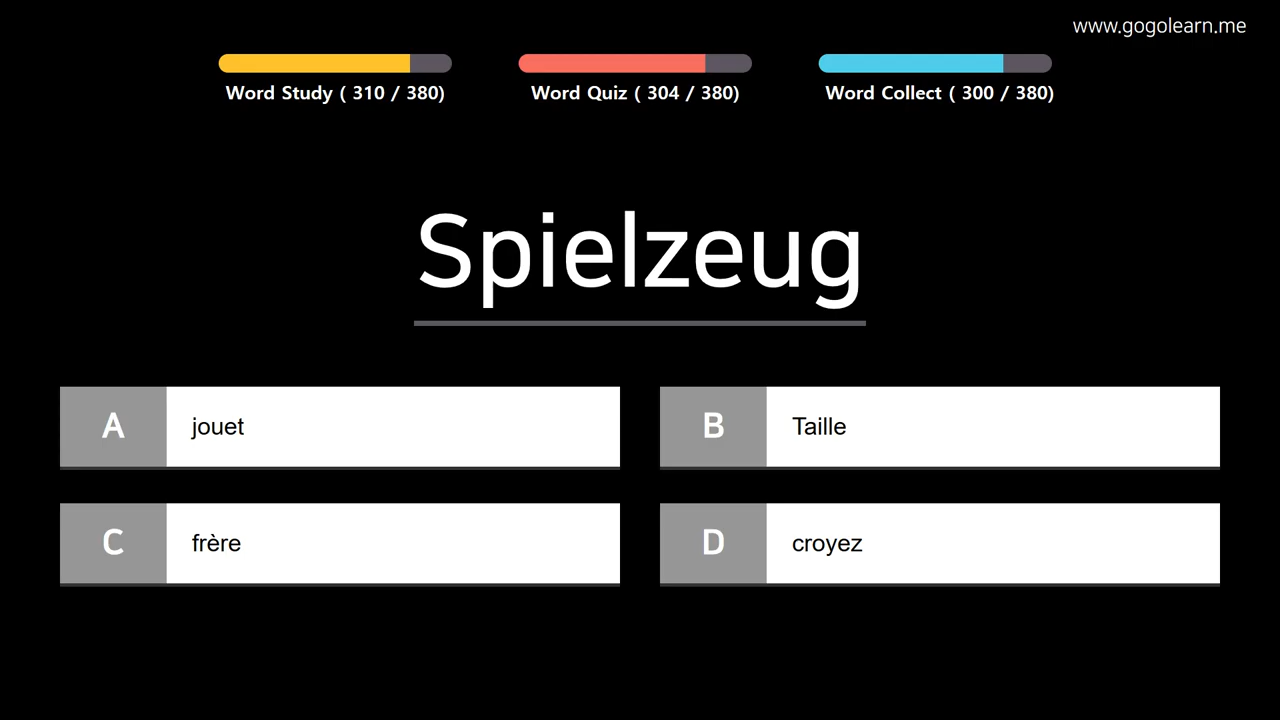 www.gogolearn.me
Word Study ( 310 / 380)
Word Quiz ( 304 / 380)
Word Collect ( 300 / 380)
Spielzeug
A jouet
B Taille
C frère
D croyez